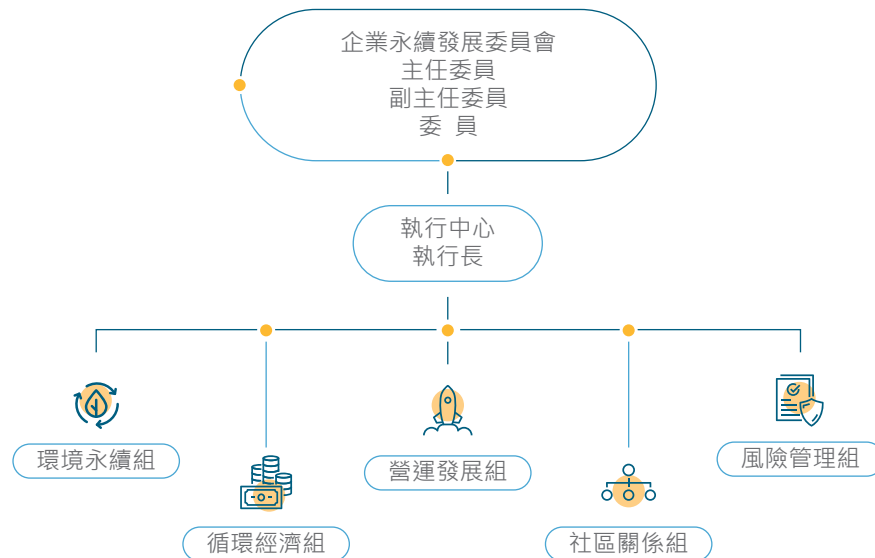 企業永續發展委員會
主任委員
副主任委員
委 員
執行中心
執行長
環境永續組
循環經濟組
營運發展組
社區關係組
風險管理組